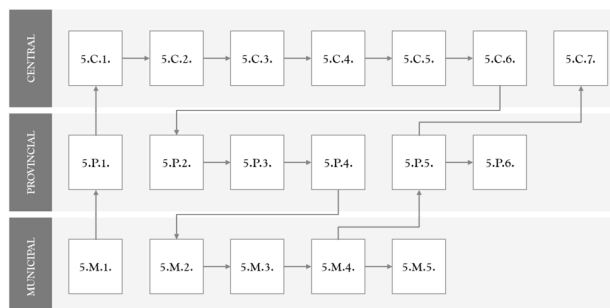 CENTRAL
5.C.1.
5.C.2.
5.C.3.
5.C.4.
5.C.5.
5.C.6.
5.C.7.
PROVINCIAL
5.P.1.
5.P.2.
5.P.3.
5.P.4.
5.P.5.
5.P.6.
MUNICIPAL
5.M.1.
5.M.2.
5.M.3.
5.M.4.
5.M.5.